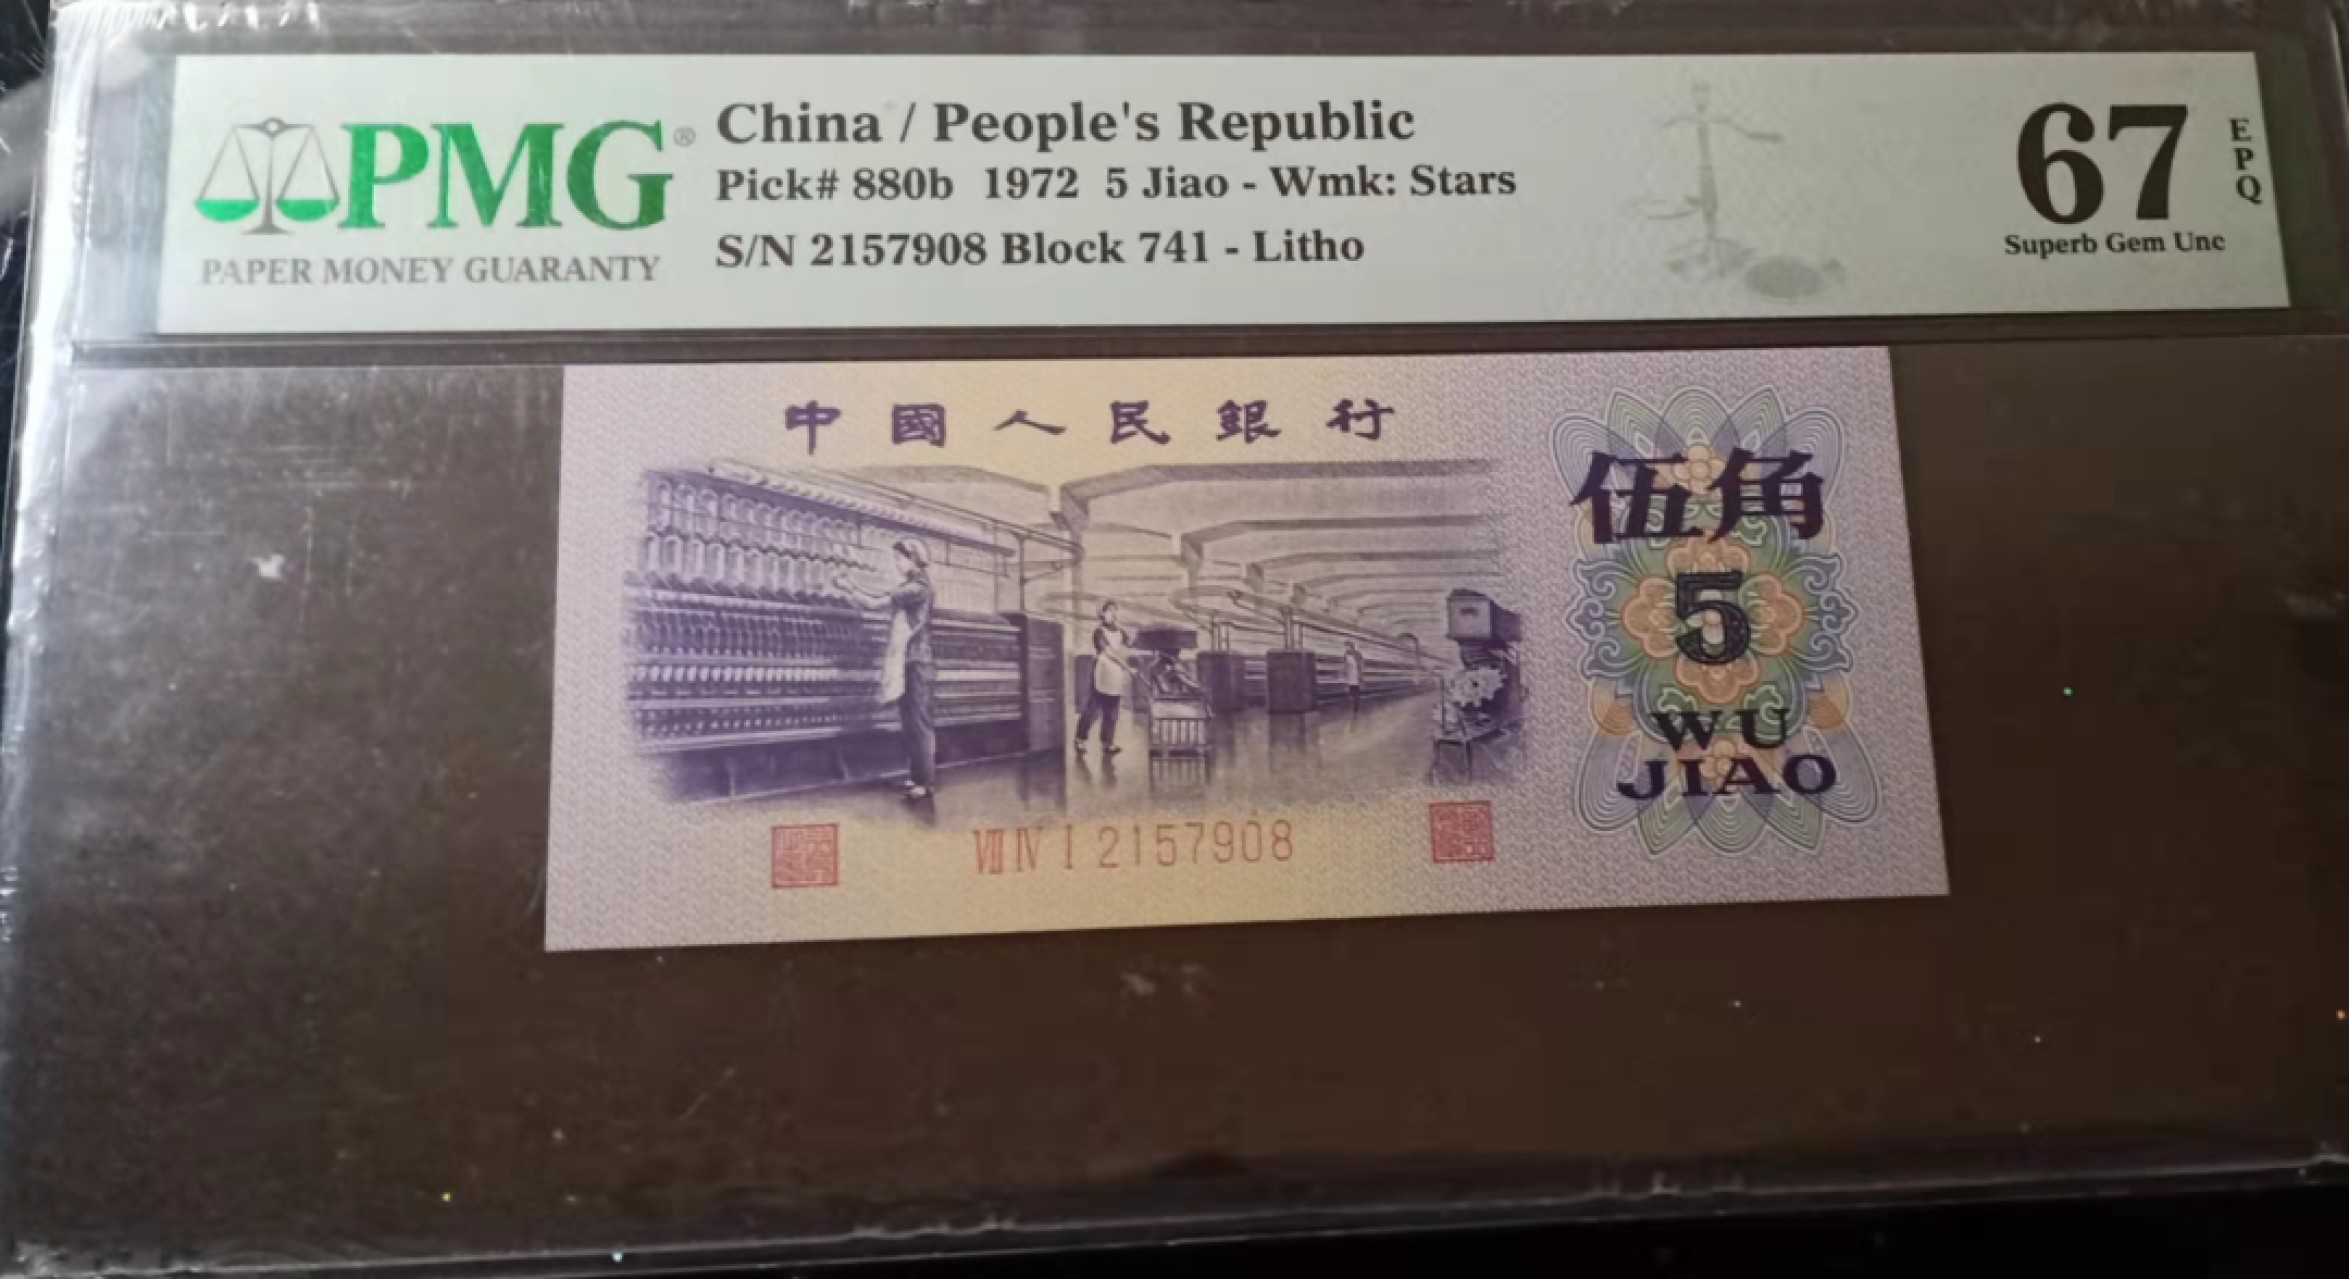 PMG®
PAPER MONEY GUARANTY
China / People's Republic
Pick# 880b 1972 5 Jiao - Wmk: Stars
S/N 2157908 Block 741 - Litho
67
EPQ
Superb Gem Unc
中國人民銀行
伍角
5
WU
JIAO
VII IV I 2157908